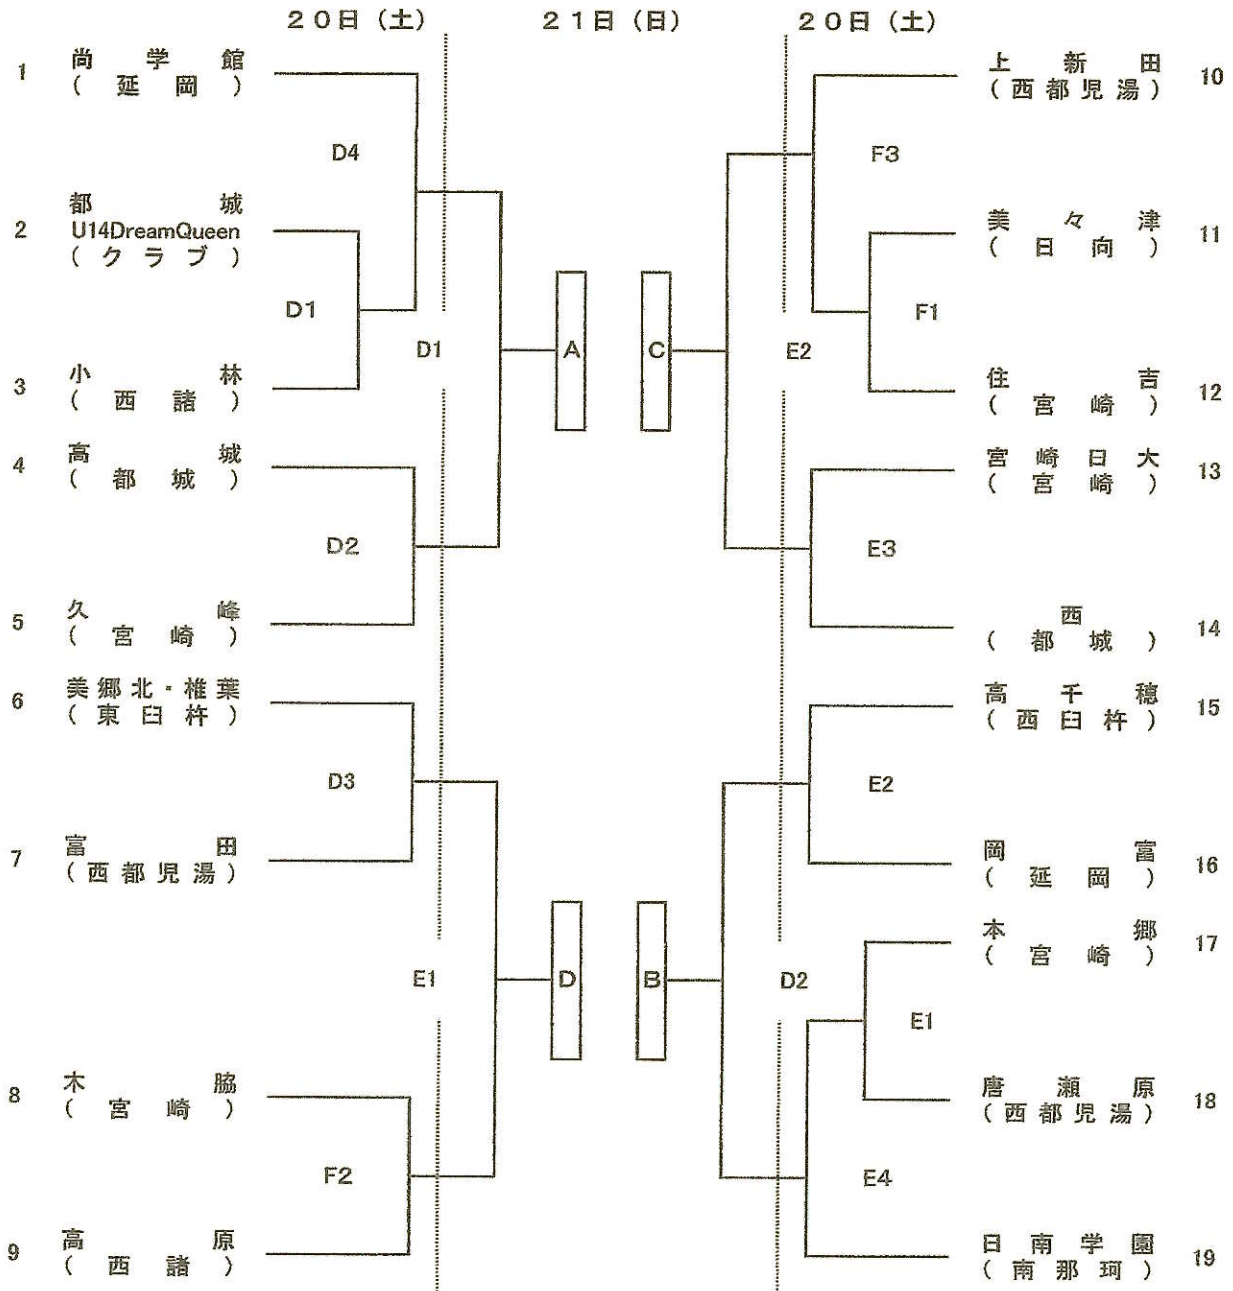 20日（土）
21日（日）
20日（土）
1
尚学館
（延岡）
D4
2
都城
U14DreamQueen
（クラブ）
D1
3
小林
（西諸）
D1
A
4
高城
（都城）
D2
5
久峰
（宮崎）
6
美郷北・椎葉
（東臼杵）
D3
7
富田
（西都児湯）
E1
D
8
木脇
（宮崎）
F2
9
高原
（西諸）
上新田
（西都児湯）
10
F3
美々津
（日向）
11
F1
C
E2
住吉
（宮崎）
12
宮崎日大
（宮崎）
13
E3
西
（都城）
14
高千穂
（西臼杵）
15
E2
岡富
（延岡）
16
本郷
（宮崎）
17
B
D2
E1
唐瀬原
（西都児湯）
18
E4
日南学園
（南那珂）
19